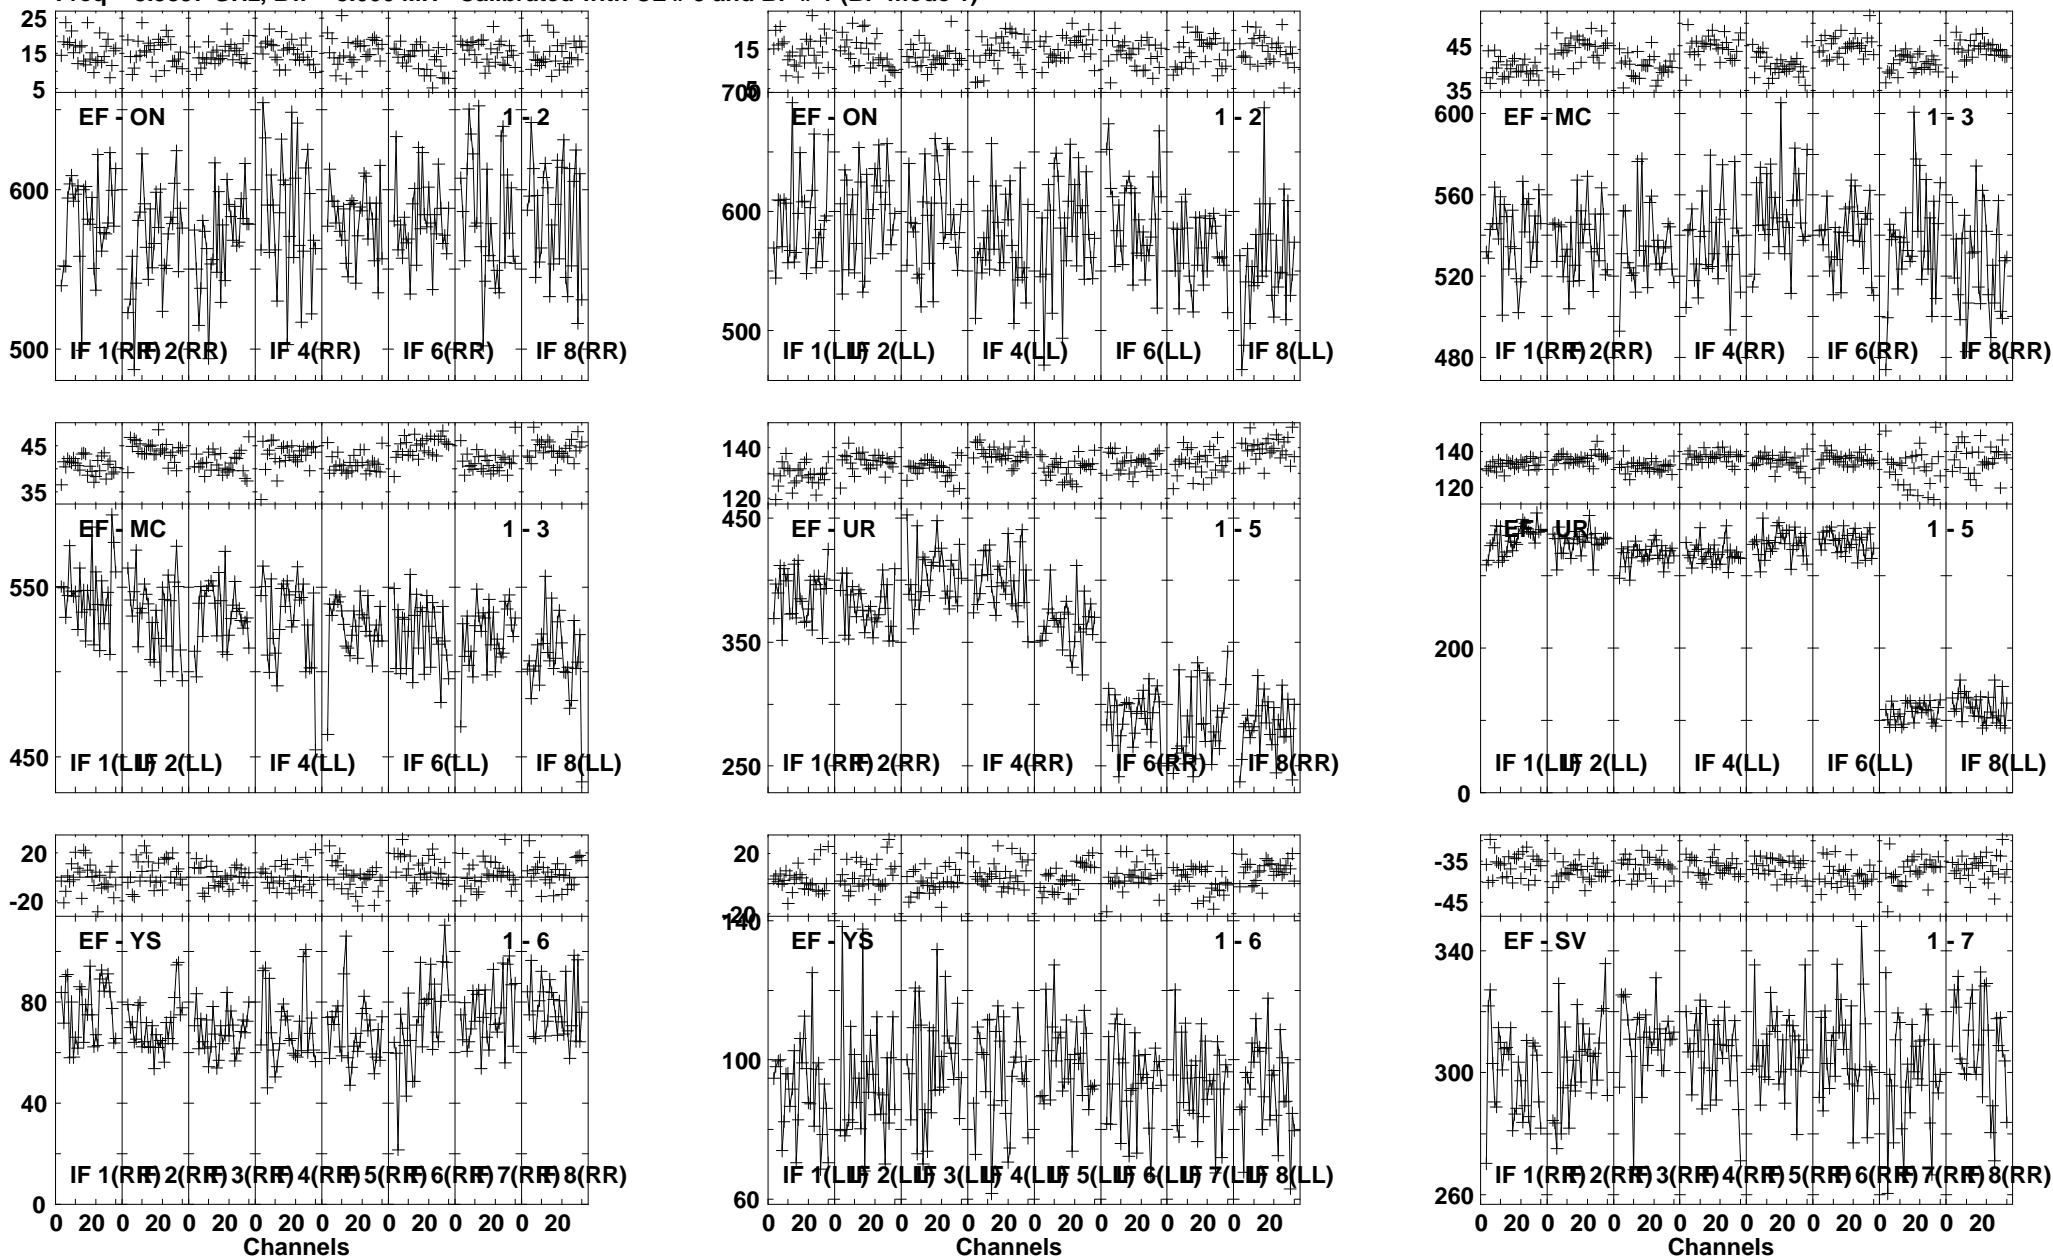 Calibrated with and BP mode
25
15
5
EF - ON 1 - 2
600
500
IF 1(RR) IF 2(RR) IF 4(RR) IF 6(RR) IF 8(RR)
15
5
700
EF - ON 1 - 2
600
500
IF 1(LL) IF 2(LL) IF 4(LL) IF 6(LL) IF 8(LL)
45
35
600
EF - MC 1 - 3
560
520
480
IF 1(RR) IF 2(RR) IF 4(RR) IF 6(RR) IF 8(RR)
45
35
EF - MC 1 - 3
550
450
IF 1(LL) IF 2(LL) IF 4(LL) IF 6(LL) IF 8(LL)
140
130
120
450
EF - UR 1 - 5
350
250
IF 1(RR) IF 2(RR) IF 4(RR) IF 6(RR) IF 8(RR)
140
120
EF - UR 1 - 5
200
IF 1(LL) IF 2(LL) IF 4(LL) IF 6(LL) IF 8(LL)
0
20
-20
EF - YS 1 - 6
80
40
IF 1(RR) IF 2(RR) IF 3(RR) IF 4(RR) IF 5(RR) IF 6(RR) IF 7(RR) IF 8(RR)
0
0 20 0 20 0 20 0 20 0 20 0 20 0 20 0 20
Channels
20
-20
140
EF - YS 1 - 6
100
IF 1(LL) IF 2(LL) IF 3(LL) IF 4(LL) IF 5(LL) IF 6(LL) IF 7(LL) IF 8(LL)
60
0 20 0 20 0 20 0 20 0 20 0 20 0 20 0 20
Channels
-35
-45
EF - SV 1 - 7
340
300
260
IF 1(RR) IF 2(RR) IF 3(RR) IF 4(RR) IF 5(RR) IF 6(RR) IF 7(RR) IF 8(RR)
0 20 0 20 0 20 0 20 0 20 0 20 0 20 0 20
Channels